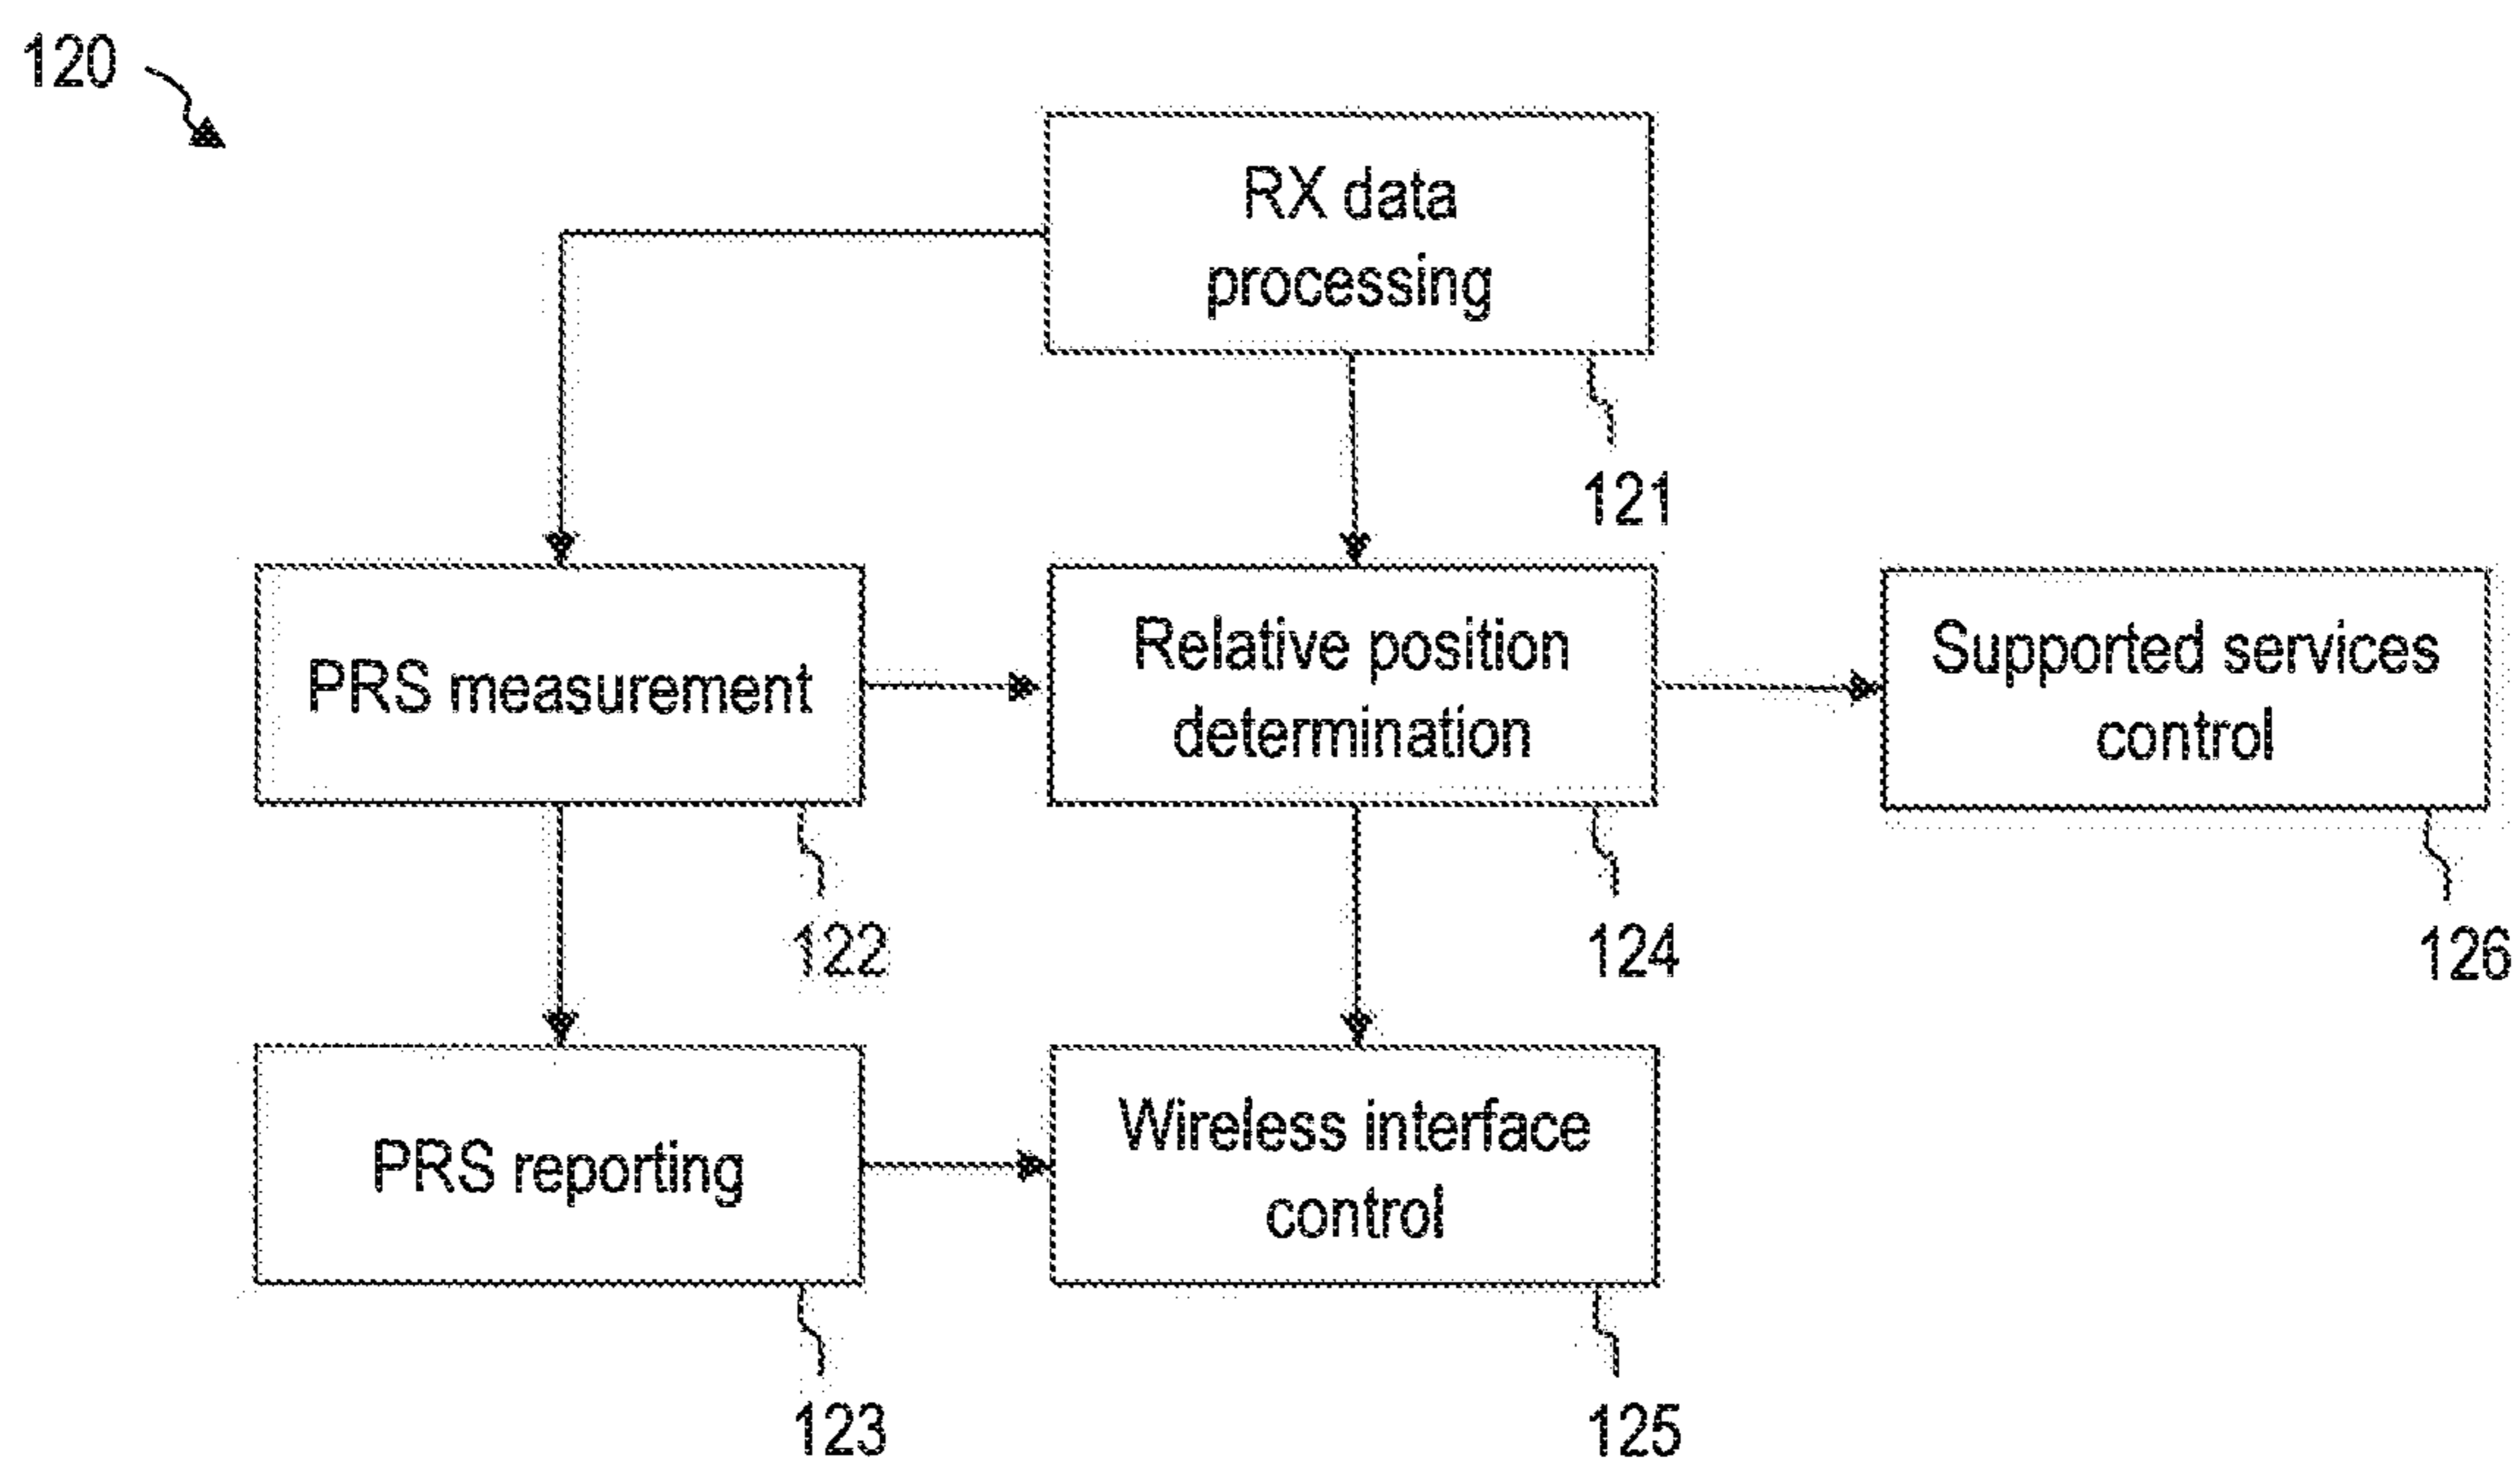 120
RX data
processing
121
PRS measurement
Relative position
determination
Supported services
control
122
124
126
PRS reporting
Wireless interface
control
123
125